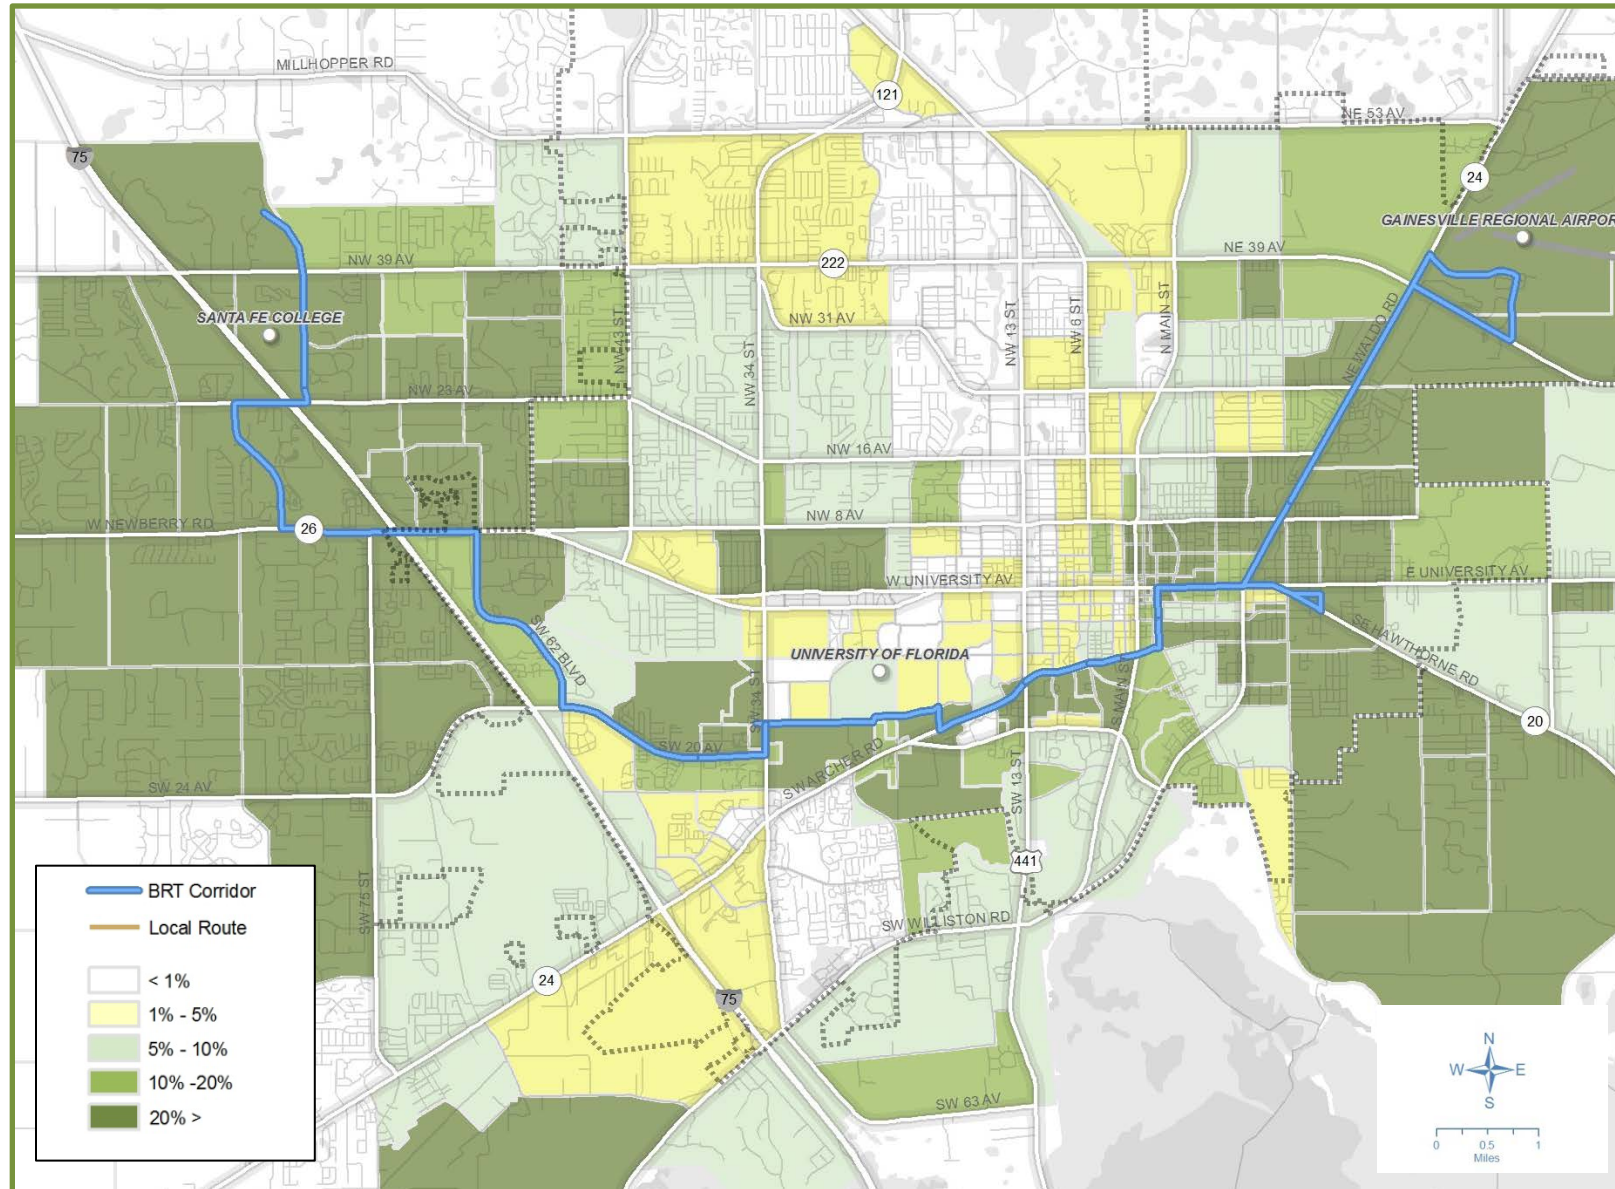 MILLHOPPER RD
121
NE 53 AV
75
24
GAINESVILLE REGIONAL AIRPOR
NW 39 AV
222
NE 39 AV
SANTA FE COLLEGE
NW 31 AV
NW 43 ST
NW 34 ST
NW 13 ST
NW 6 ST
N MAIN ST
NE WALDO RD
NW 23 AV
NW 16 AV
W NEWBERRY RD
26
NW 8 AV
W UNIVERSITY AV
E UNIVERSITY AV
SW 62 BLVD
UNIVERSITY OF FLORIDA
SE HAWTHORNE RD
SW 34 ST
S MAIN ST
20
SW 20 AV
SW ARCHER RD
SW 24 AV
SW 13 ST
441
SW 75 ST
SW WILLISTON RD
24
75
SW 63 AV
BRT Corridor
Local Route
< 1%
1% - 5%
5% - 10%
10% -20%
20% >
N
W E
S
0 0.5 1
Miles